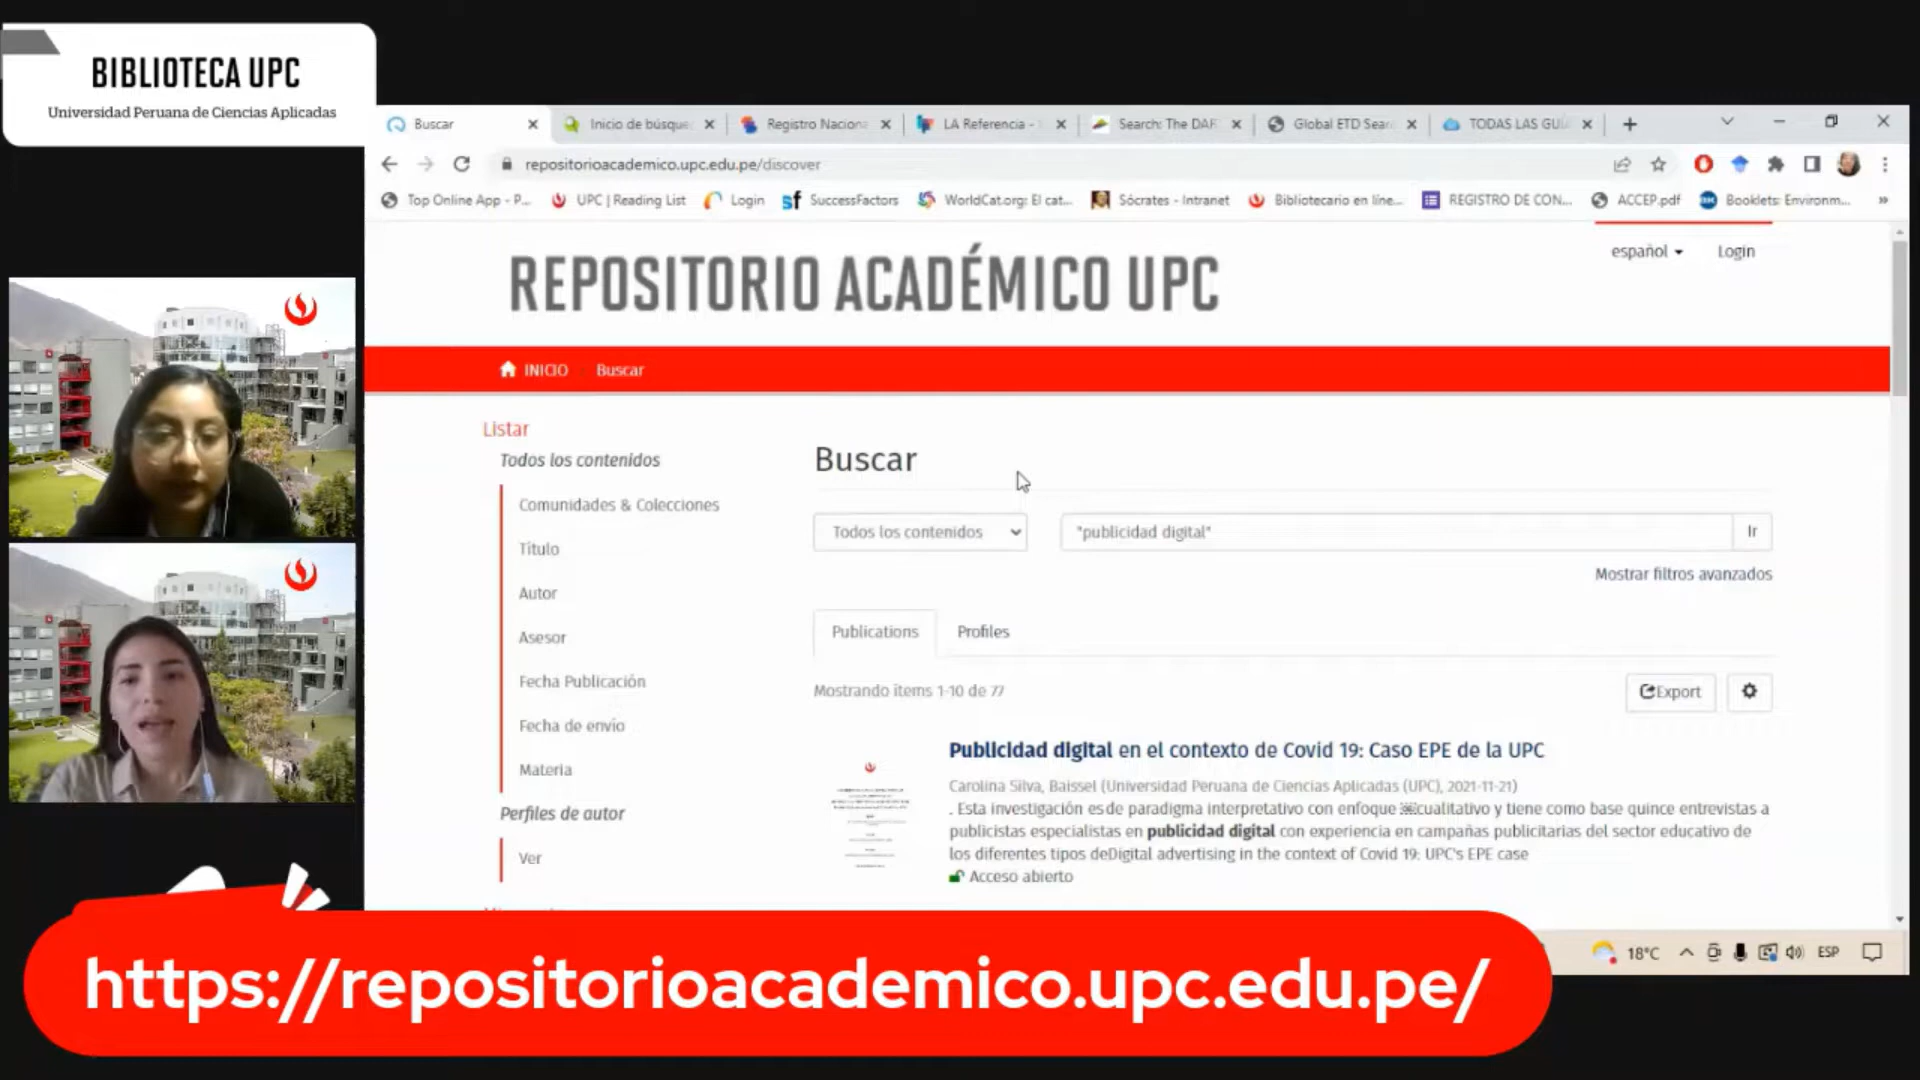 BIBLIOTECA UPC
Universidad Peruana de Ciencias Aplicadas
Buscar
Inicio de búsque
Registro Naciona
LA Referencia -
Search: The DAR
Global ETD Sear
TODAS LAS GUÍ
repositorioacademico.upc.edu.pe/discover
Top Online App - P...
UPC | Reading List
Login
SuccessFactors
WorldCat.org: El cat...
Sócrates - Intranet
Bibliotecario en líne...
REGISTRO DE CON...
ACCEP.pdf
Booklets: Environm...
»
REPOSITORIO ACADÉMICO UPC
español
Login
INICIO
Buscar
Listar
Todos los contenidos
Comunidades & Colecciones
Título
Autor
Asesor
Fecha Publicación
Fecha de envío
Materia
Perfiles de autor
Ver
Buscar
Todos los contenidos
"publicidad digital"
Ir
Mostrar filtros avanzados
Publications
Profiles
Mostrando ítems 1-10 de 77
Export
Publicidad digital en el contexto de Covid 19: Caso EPE de la UPC
Carolina Silva, Baissel (Universidad Peruana de Ciencias Aplicadas (UPC), 2021-11-21)
. Esta investigación es de paradigma interpretativo con enfoque cualitativo y tiene como base quince entrevistas a
publicistas especialistas en publicidad digital con experiencia en campañas publicitarias del sector educativo de
los diferentes tipos deDigital advertising in the context of Covid 19: UPC's EPE case
Acceso abierto
18°C
ESP
https://repositorioacademico.upc.edu.pe/